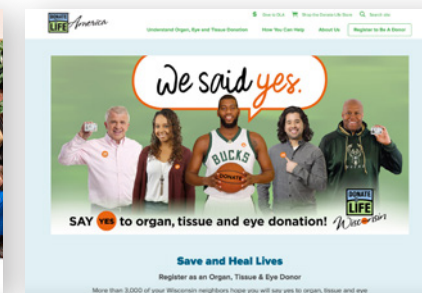 DONATE
LIFE America
Give to DLA Shop the Donate Life Store Search site
Understand Organ, Eye and Tissue Donation How You Can Help About Us Register to Be A Donor
We said yes.
BUCKS
DONATE
SAY YES to organ, tissue and eye donation!
DONATE
LIFE
Wisconsin
Save and Heal Lives
Register as an Organ, Tissue & Eye Donor
More than 3,000 of your Wisconsin neighbors hope you will say yes to organ, tissue and eye